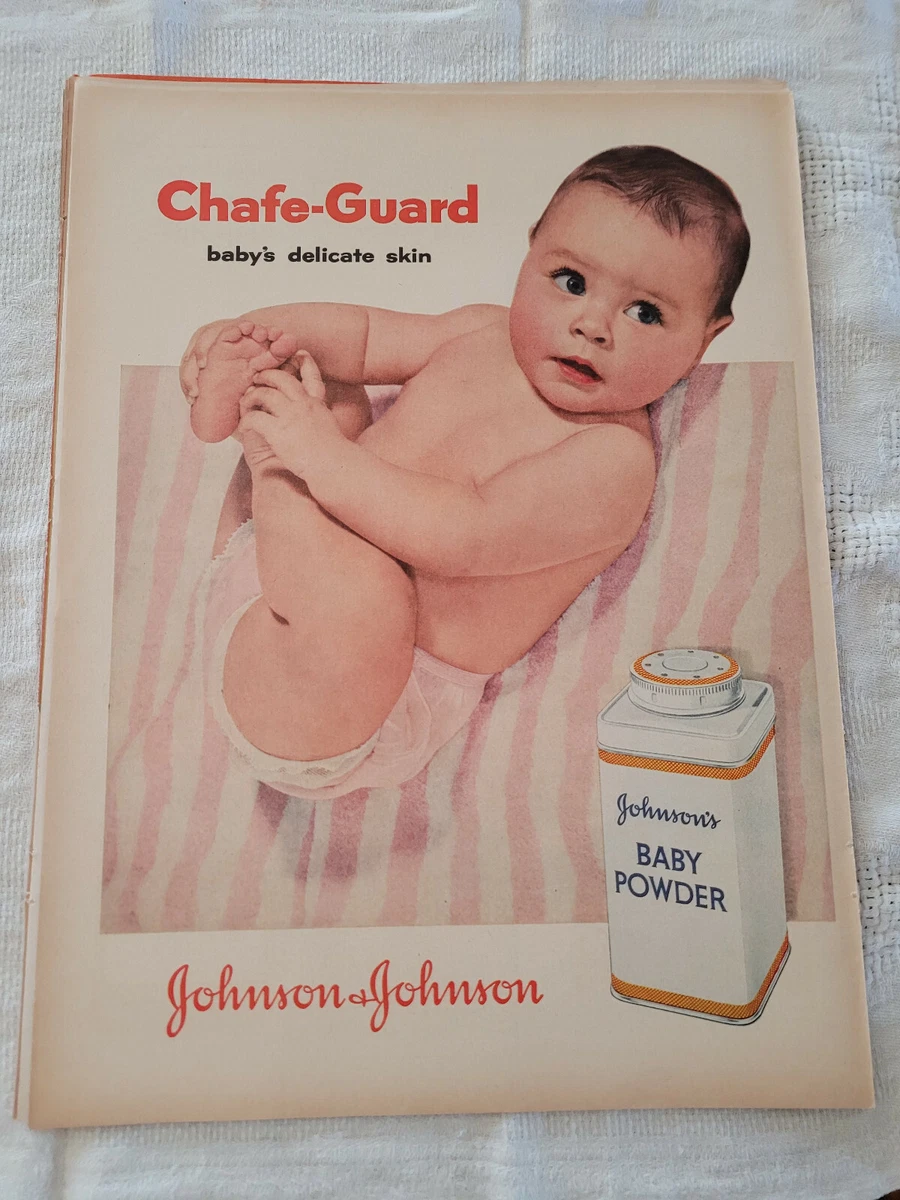 Chafe-Guard
baby's delicate skin
Johnson's
BABY
POWDER
Johnson & Johnson